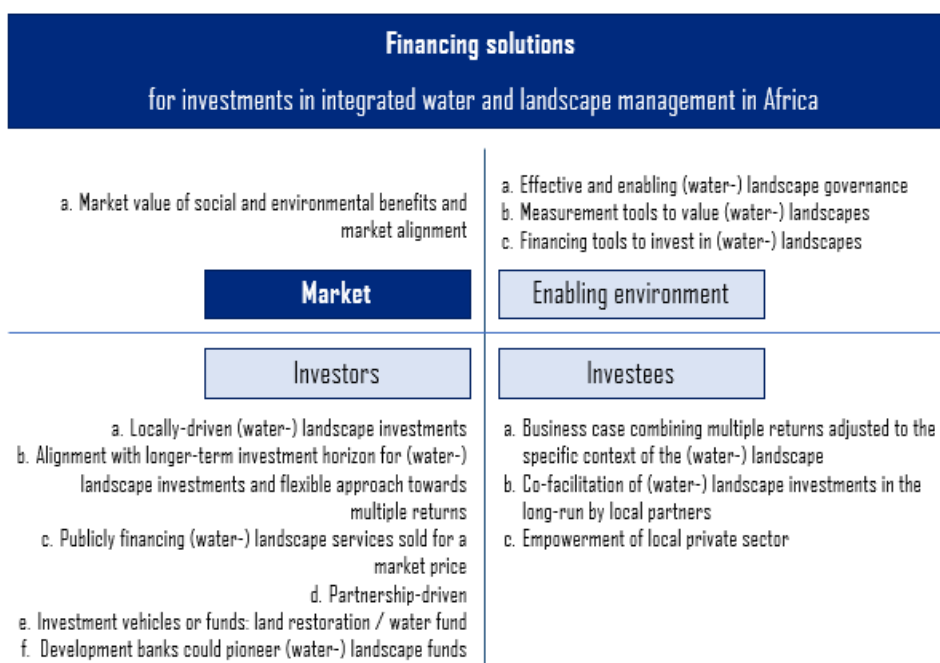 Financing solutions
for investments in integrated water and landscape management in Africa
a. Market value of social and environmental benefits and
market alignment
Market
a. Effective and enabling (water-) landscape governance
b. Measurement tools to value (water-) landscapes
c. Financing tools to invest in (water-) landscapes
Enabling environment
Investors
a. Locally-driven (water-) landscape investments
b. Alignment with longer-term investment horizon for (water-)
landscape investments and flexible approach towards
multiple returns
c. Publicly financing (water-) landscape services sold for a
market price
d. Partnership-driven
e. Investment vehicles or funds: land restoration / water fund
f. Development banks could pioneer (water-) landscape funds
Investees
a. Business case combining multiple returns adjusted to the
specific context of the (water-) landscape
b. Co-facilitation of (water-) landscape investments in the
long-run by local partners
c. Empowerment of local private sector